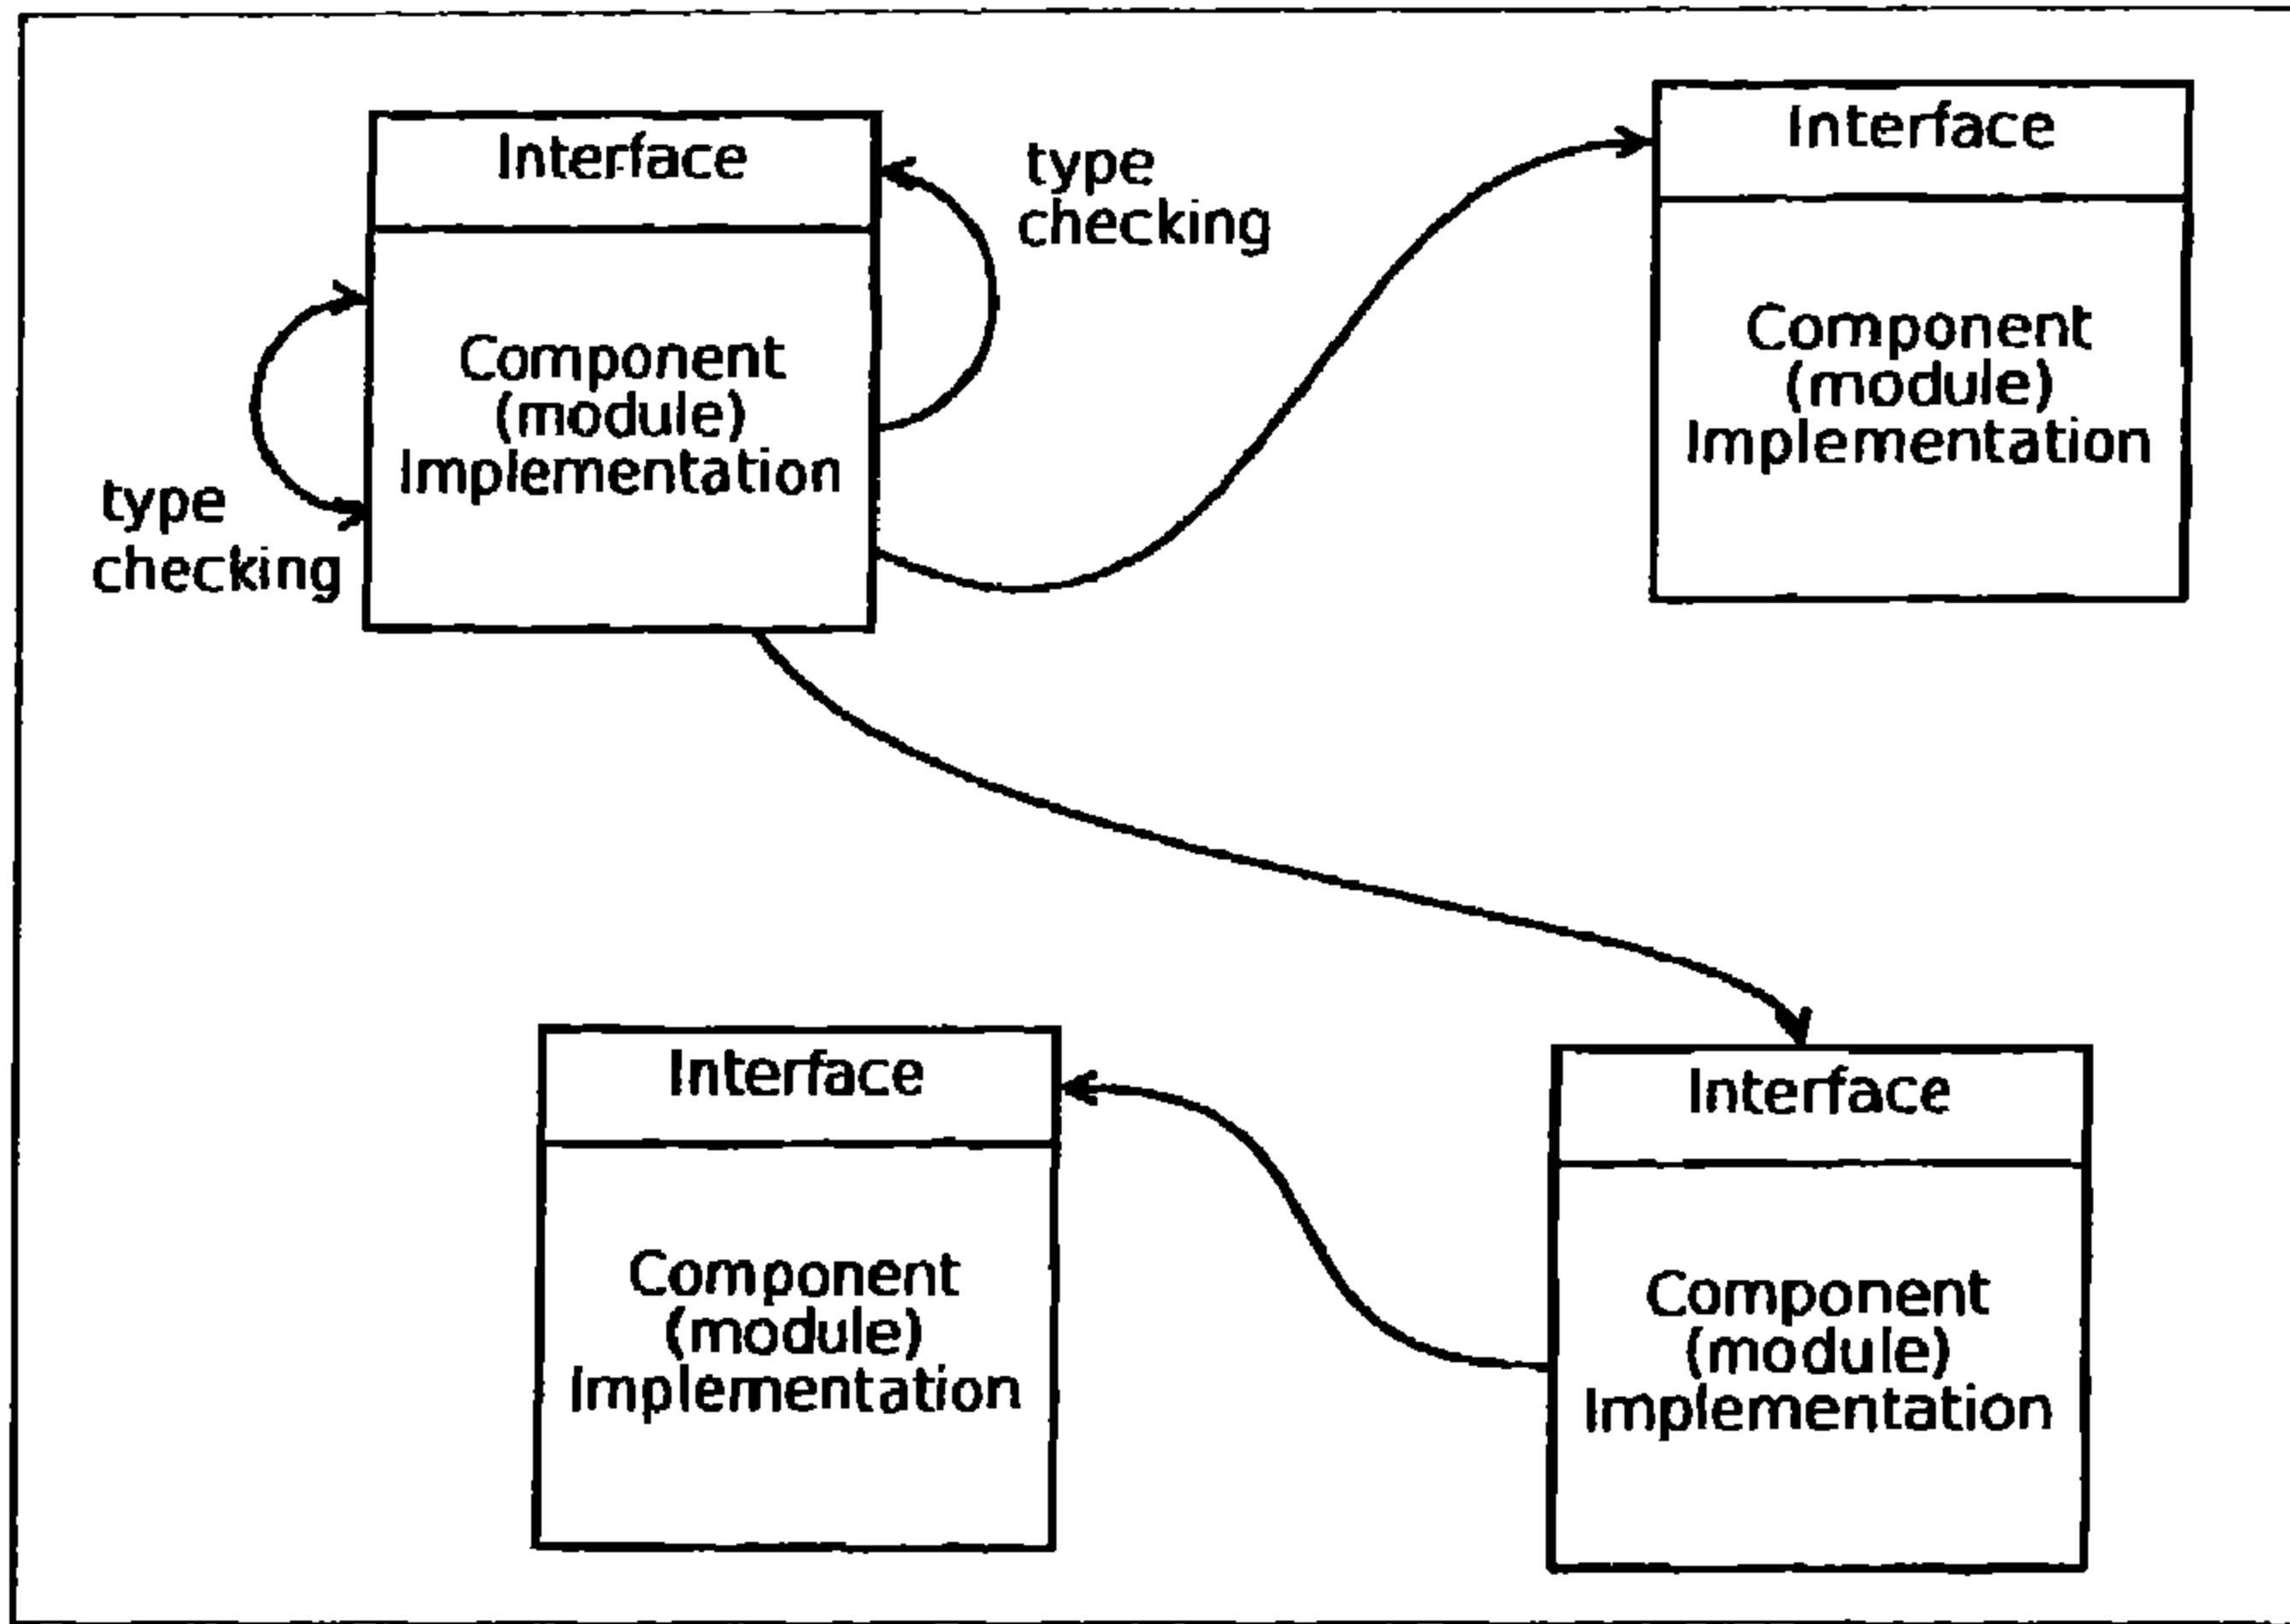 Interface
Component
(module)
Implementation
type
checking
type
checking
Interface
Component
(module)
Implementation
Interface
Component
(module)
Implementation
Interface
Component
(module)
Implementation